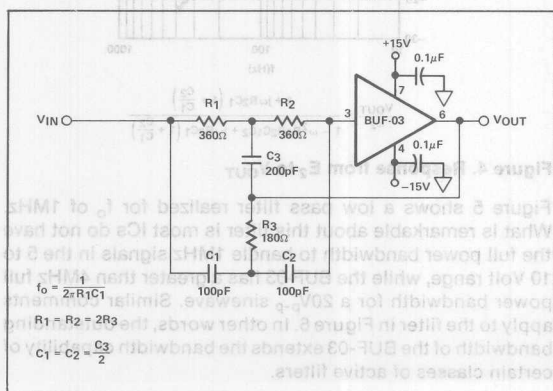 +15V
0.1μF
7
R1 R2
VIN 3 BUF-03 6 VOUT
360Ω 360Ω
C3
200pF
4
0.1μF
−15V
Figure 4. Response from E2 to VOUT
R3
180Ω
C1 C2
100pF 100pF
fo = 1/2πR1C1
R1 = R2 = 2R3
C1 = C2 = C3/2
Figure 5 shows a low pass filter realized for fo of 1MHz.
What is remarkable about this filter is most ICs do not have
the full power bandwidth to handle 1MHz signals in the 5 to
10 Volt range, while the BUF-03 has a greater than 4MHz full
power bandwidth for a 20Vp-p sinewave. Similar comments
apply to the filter in Figure 6. In other words, the outstanding
bandwidth of the BUF-03 extends the bandwidth capability of
certain classes of active filters.